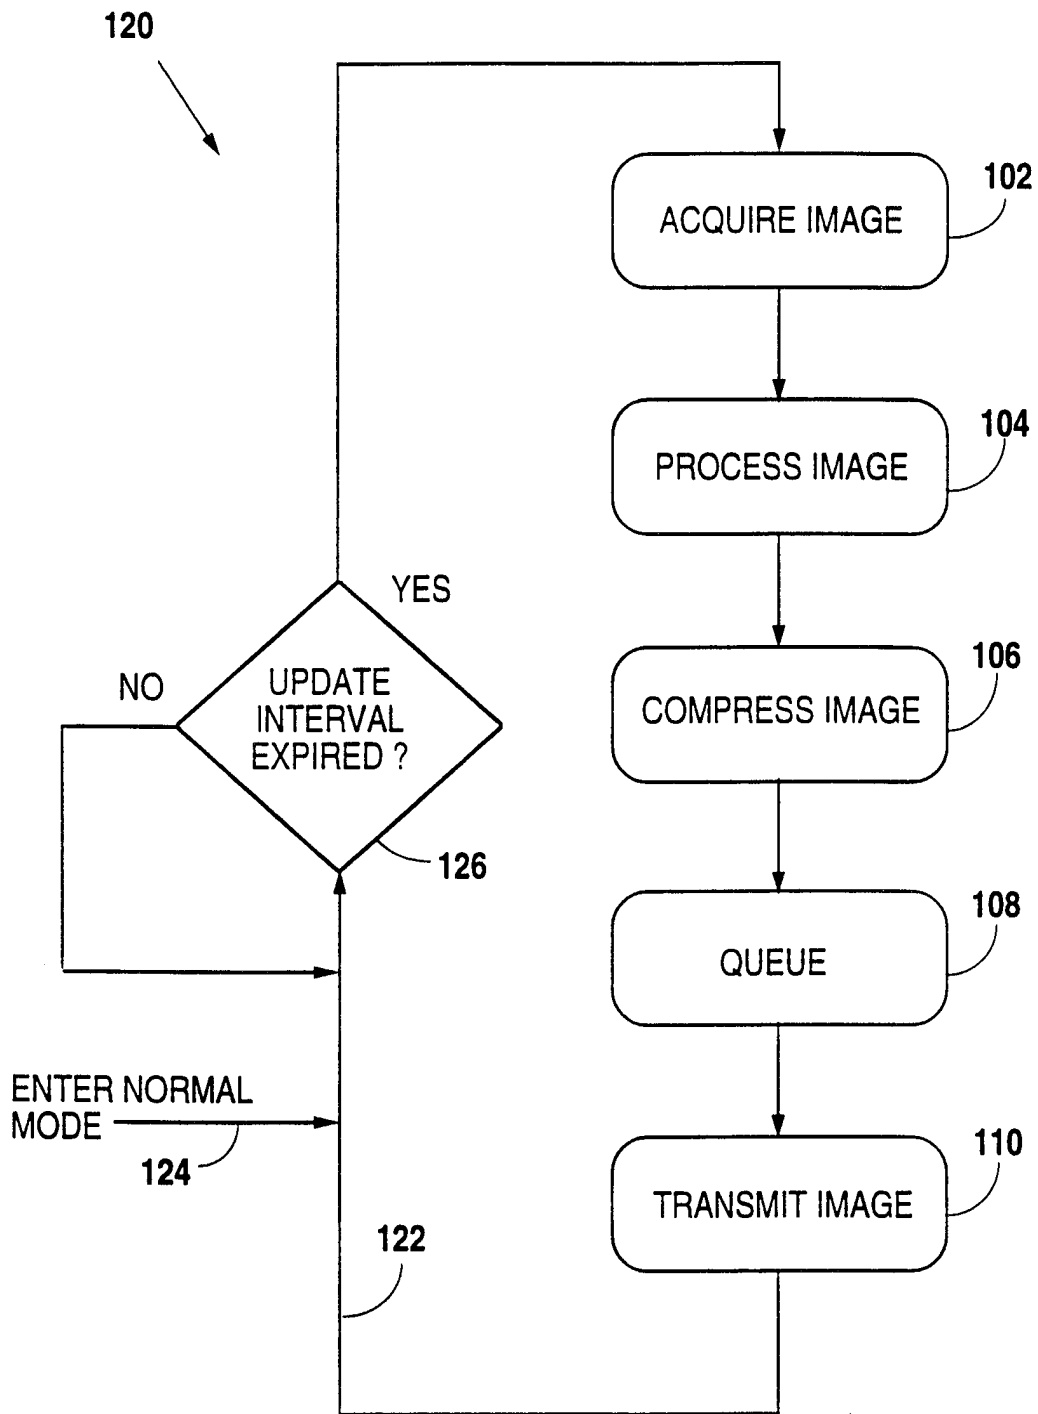 120
ACQUIRE IMAGE
102
PROCESS IMAGE
104
YES
NO
UPDATE
INTERVAL
EXPIRED ?
126
COMPRESS IMAGE
106
QUEUE
108
ENTER NORMAL
MODE
124
TRANSMIT IMAGE
110
122